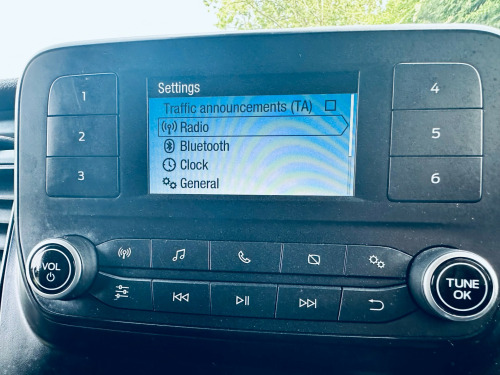 Settings
Traffic announcements (TA)
Radio
Bluetooth
Clock
General
1
2
3
4
5
6
VOL
TUNE
OK